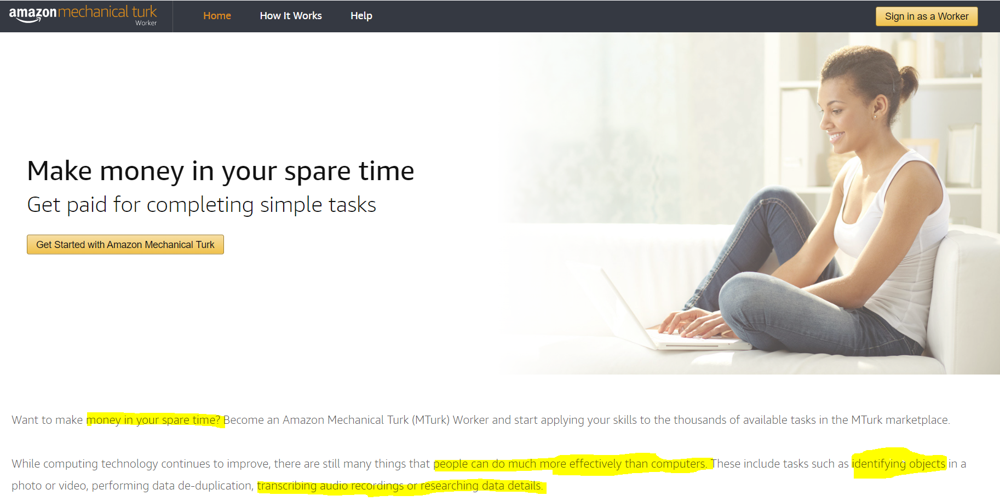 amazon mechanical turk
Worker
Home
How It Works
Help
Sign in as a Worker
Make money in your spare time
Get paid for completing simple tasks
Get Started with Amazon Mechanical Turk
Want to make money in your spare time? Become an Amazon Mechanical Turk (MTurk) Worker and start applying your skills to the thousands of available tasks in the MTurk marketplace.
While computing technology continues to improve, there are still many things that people can do much more effectively than computers. These include tasks such as identifying objects in a
photo or video, performing data de-duplication, transcribing audio recordings or researching data details.